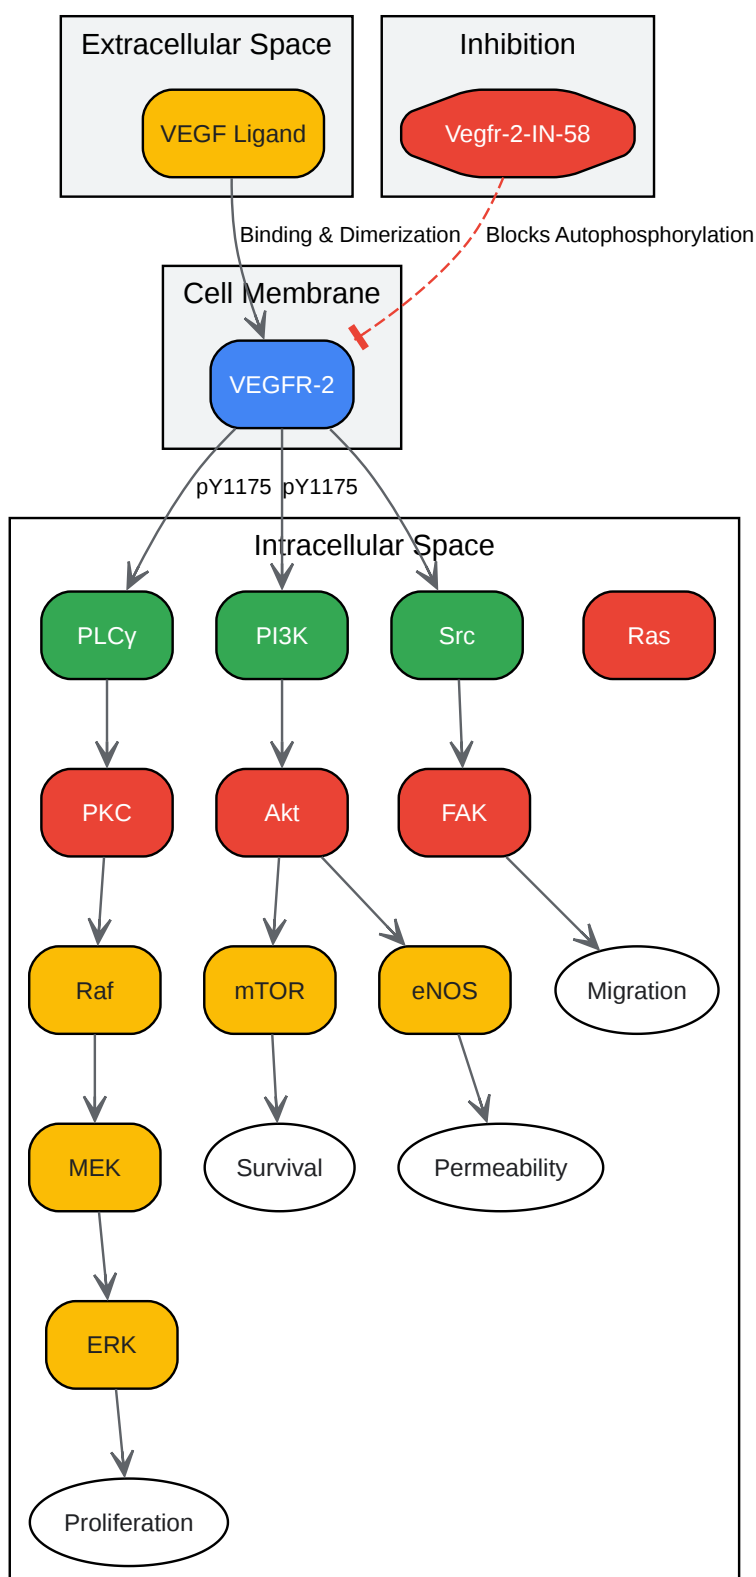 Extracellular Space
Inhibition
VEGF Ligand
Vegfr-2-IN-58
Binding & Dimerization
Blocks Autophosphorylation
Cell Membrane
VEGFR-2
pY1175
pY1175
Intracellular Space
PLCγ
PI3K
Src
Ras
PKC
Akt
FAK
Raf
mTOR
eNOS
Migration
MEK
Survival
Permeability
ERK
Proliferation